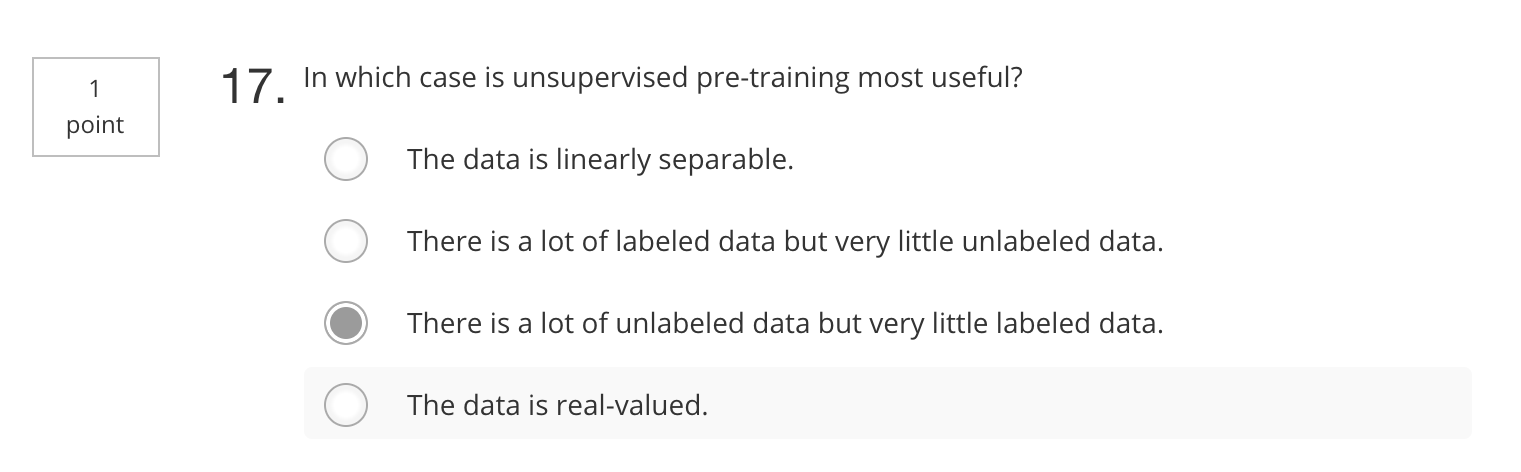 1
point
17. In which case is unsupervised pre-training most useful?
The data is linearly separable.
There is a lot of labeled data but very little unlabeled data.
There is a lot of unlabeled data but very little labeled data.
The data is real-valued.